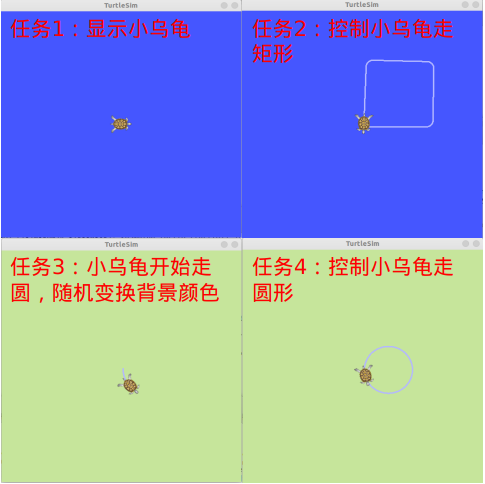 TurtleSim
任务1：显示小乌龟
TurtleSim
任务2：控制小乌龟走
矩形
TurtleSim
任务3：小乌龟开始走
圆，随机变换背景颜色
TurtleSim
任务4：控制小乌龟走
圆形